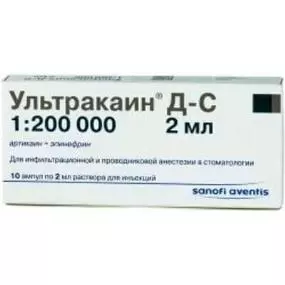 Ультракаин® Д-С
1:200 000 2 мл
артикаин + эпинефрин
Для инфильтрационной и проводниковой анестезии в стоматологии
10 ампул по 2 мл раствора для инъекций
sanofi aventis